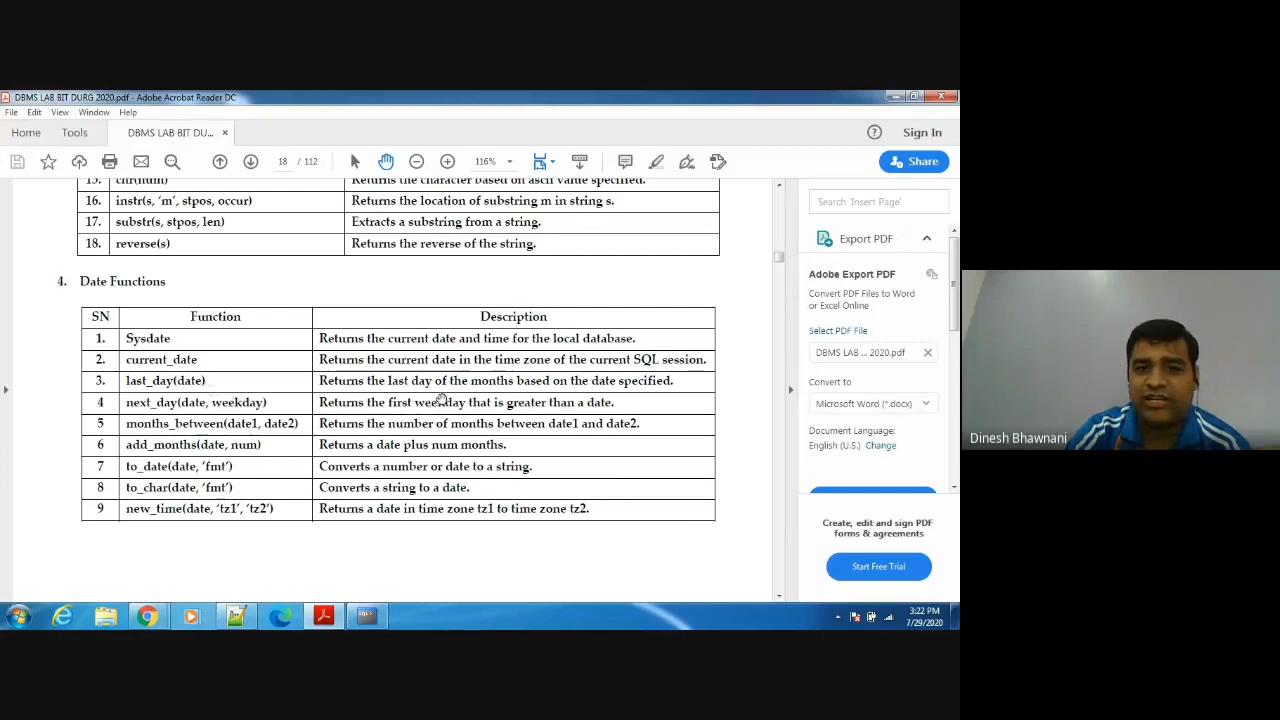 DBMS LAB BIT DURG 2020.pdf - Adobe Acrobat Reader DC
File Edit View Window Help
Home Tools DBMS LAB BIT DU... × Sign In
18 / 112 116% Share
15. chr(num) Returns the character based on ascii value specified.
16. instr(s, ‘m’, stpos, occur) Returns the location of substring m in string s.
17. substr(s, stpos, len) Extracts a substring from a string.
18. reverse(s) Returns the reverse of the string.
4. Date Functions
SN Function Description
1. Sysdate Returns the current date and time for the local database.
2. current_date Returns the current date in the time zone of the current SQL session.
3. last_day(date) Returns the last day of the months based on the date specified.
4 next_day(date, weekday) Returns the first weekday that is greater than a date.
5 months_between(date1, date2) Returns the number of months between date1 and date2.
6 add_months(date, num) Returns a date plus num months.
7 to_date(date, ‘fmt’) Converts a number or date to a string.
8 to_char(date, ‘fmt’) Converts a string to a date.
9 new_time(date, ‘tz1’, ‘tz2’) Returns a date in time zone tz1 to time zone tz2.
Search 'Insert Page'
Export PDF
Adobe Export PDF
Convert PDF Files to Word
or Excel Online
Select PDF File
DBMS LAB ... 2020.pdf ×
Convert to
Microsoft Word (*.docx)
Document Language:
English (U.S.) Change
Create, edit and sign PDF
forms & agreements
Start Free Trial
3:22 PM
7/29/2020
Dinesh Bhawnani